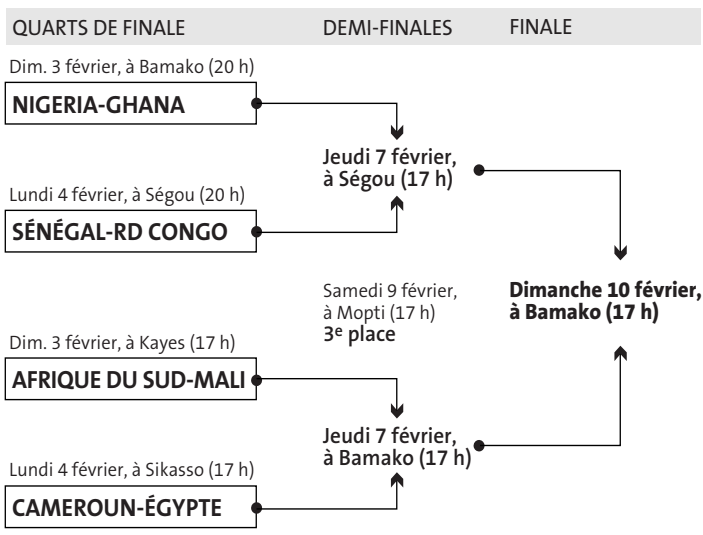 QUARTS DE FINALE
DEMI-FINALES
FINALE
Dim. 3 février, à Bamako (20 h)
NIGERIA-GHANA
Jeudi 7 février,
à Ségou (17 h)
Lundi 4 février, à Ségou (20 h)
SÉNÉGAL-RD CONGO
Samedi 9 février,
à Mopti (17 h)
3e place
Dimanche 10 février,
à Bamako (17 h)
Dim. 3 février, à Kayes (17 h)
AFRIQUE DU SUD-MALI
Jeudi 7 février,
à Bamako (17 h)
Lundi 4 février, à Sikasso (17 h)
CAMEROUN-ÉGYPTE